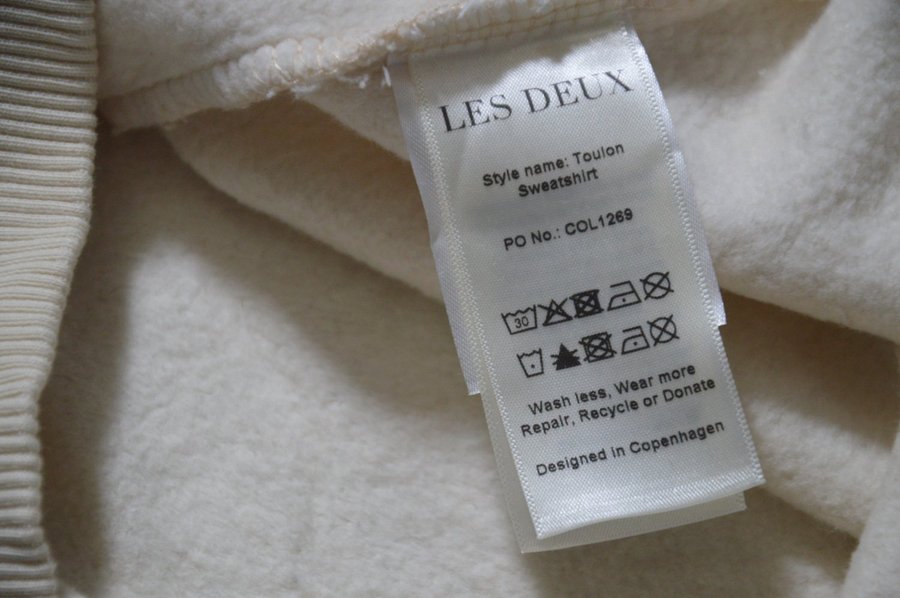 LES DEUX
Style name: Toulon
Sweatshirt
PO No.: COL1269
30
Wash less, Wear more
Repair, Recycle or Donate
Designed in Copenhagen